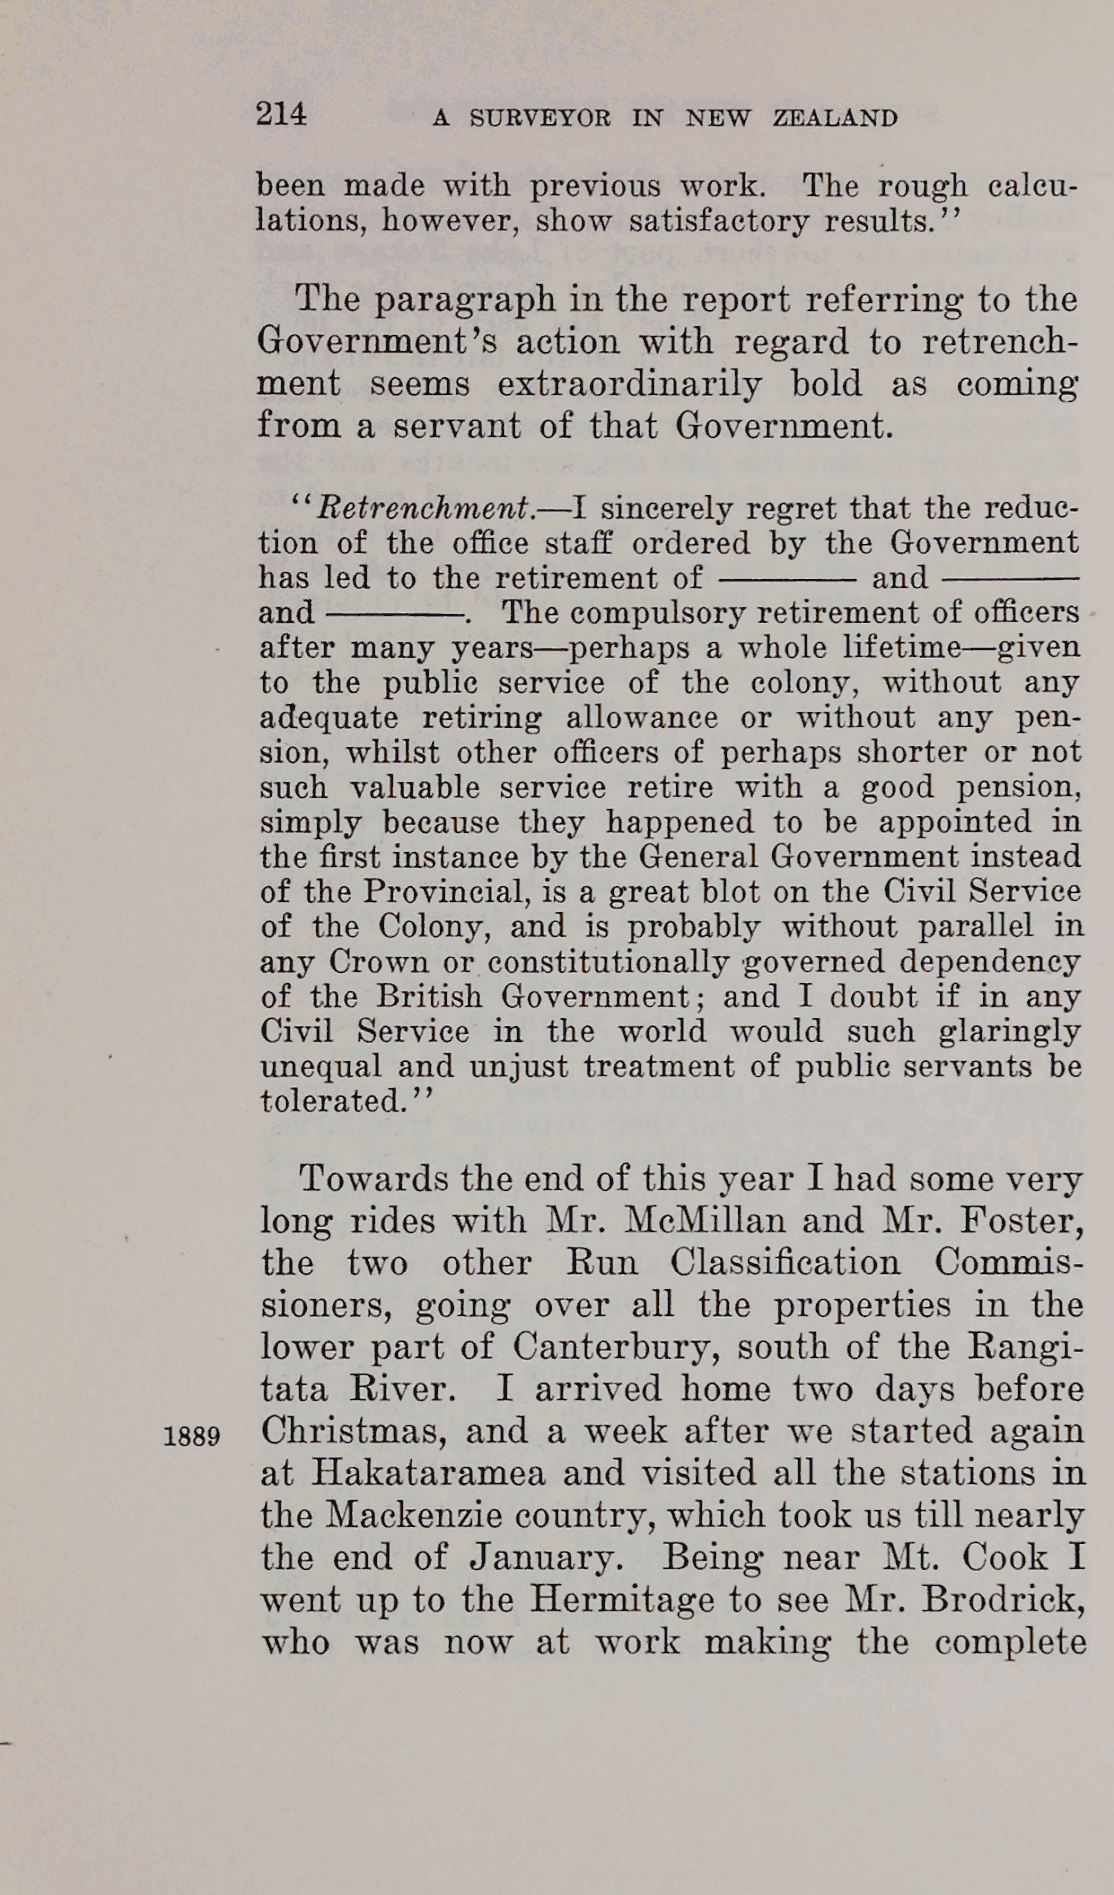 214 A SURVEYOR IN NEW ZEALAND
been made with previous work. The rough calcu-
lations, however, show satisfactory results.”
The paragraph in the report referring to the
Government’s action with regard to retrench-
ment seems extraordinarily bold as coming
from a servant of that Government.
“Retrenchment.—I sincerely regret that the reduc-
tion of the office staff ordered by the Government
has led to the retirement of ———— and ————
and ————. The compulsory retirement of officers
after many years—perhaps a whole lifetime—given
to the public service of the colony, without any
adequate retiring allowance or without any pen-
sion, whilst other officers of perhaps shorter or not
such valuable service retire with a good pension,
simply because they happened to be appointed in
the first instance by the General Government instead
of the Provincial, is a great blot on the Civil Service
of the Colony, and is probably without parallel in
any Crown or constitutionally governed dependency
of the British Government; and I doubt if in any
Civil Service in the world would such glaringly
unequal and unjust treatment of public servants be
tolerated.”
Towards the end of this year I had some very
long rides with Mr. McMillan and Mr. Foster,
the two other Run Classification Commis-
sioners, going over all the properties in the
lower part of Canterbury, south of the Rangi-
tata River. I arrived home two days before
1889 Christmas, and a week after we started again
at Hakataramea and visited all the stations in
the Mackenzie country, which took us till nearly
the end of January. Being near Mt. Cook I
went up to the Hermitage to see Mr. Brodrick,
who was now at work making the complete